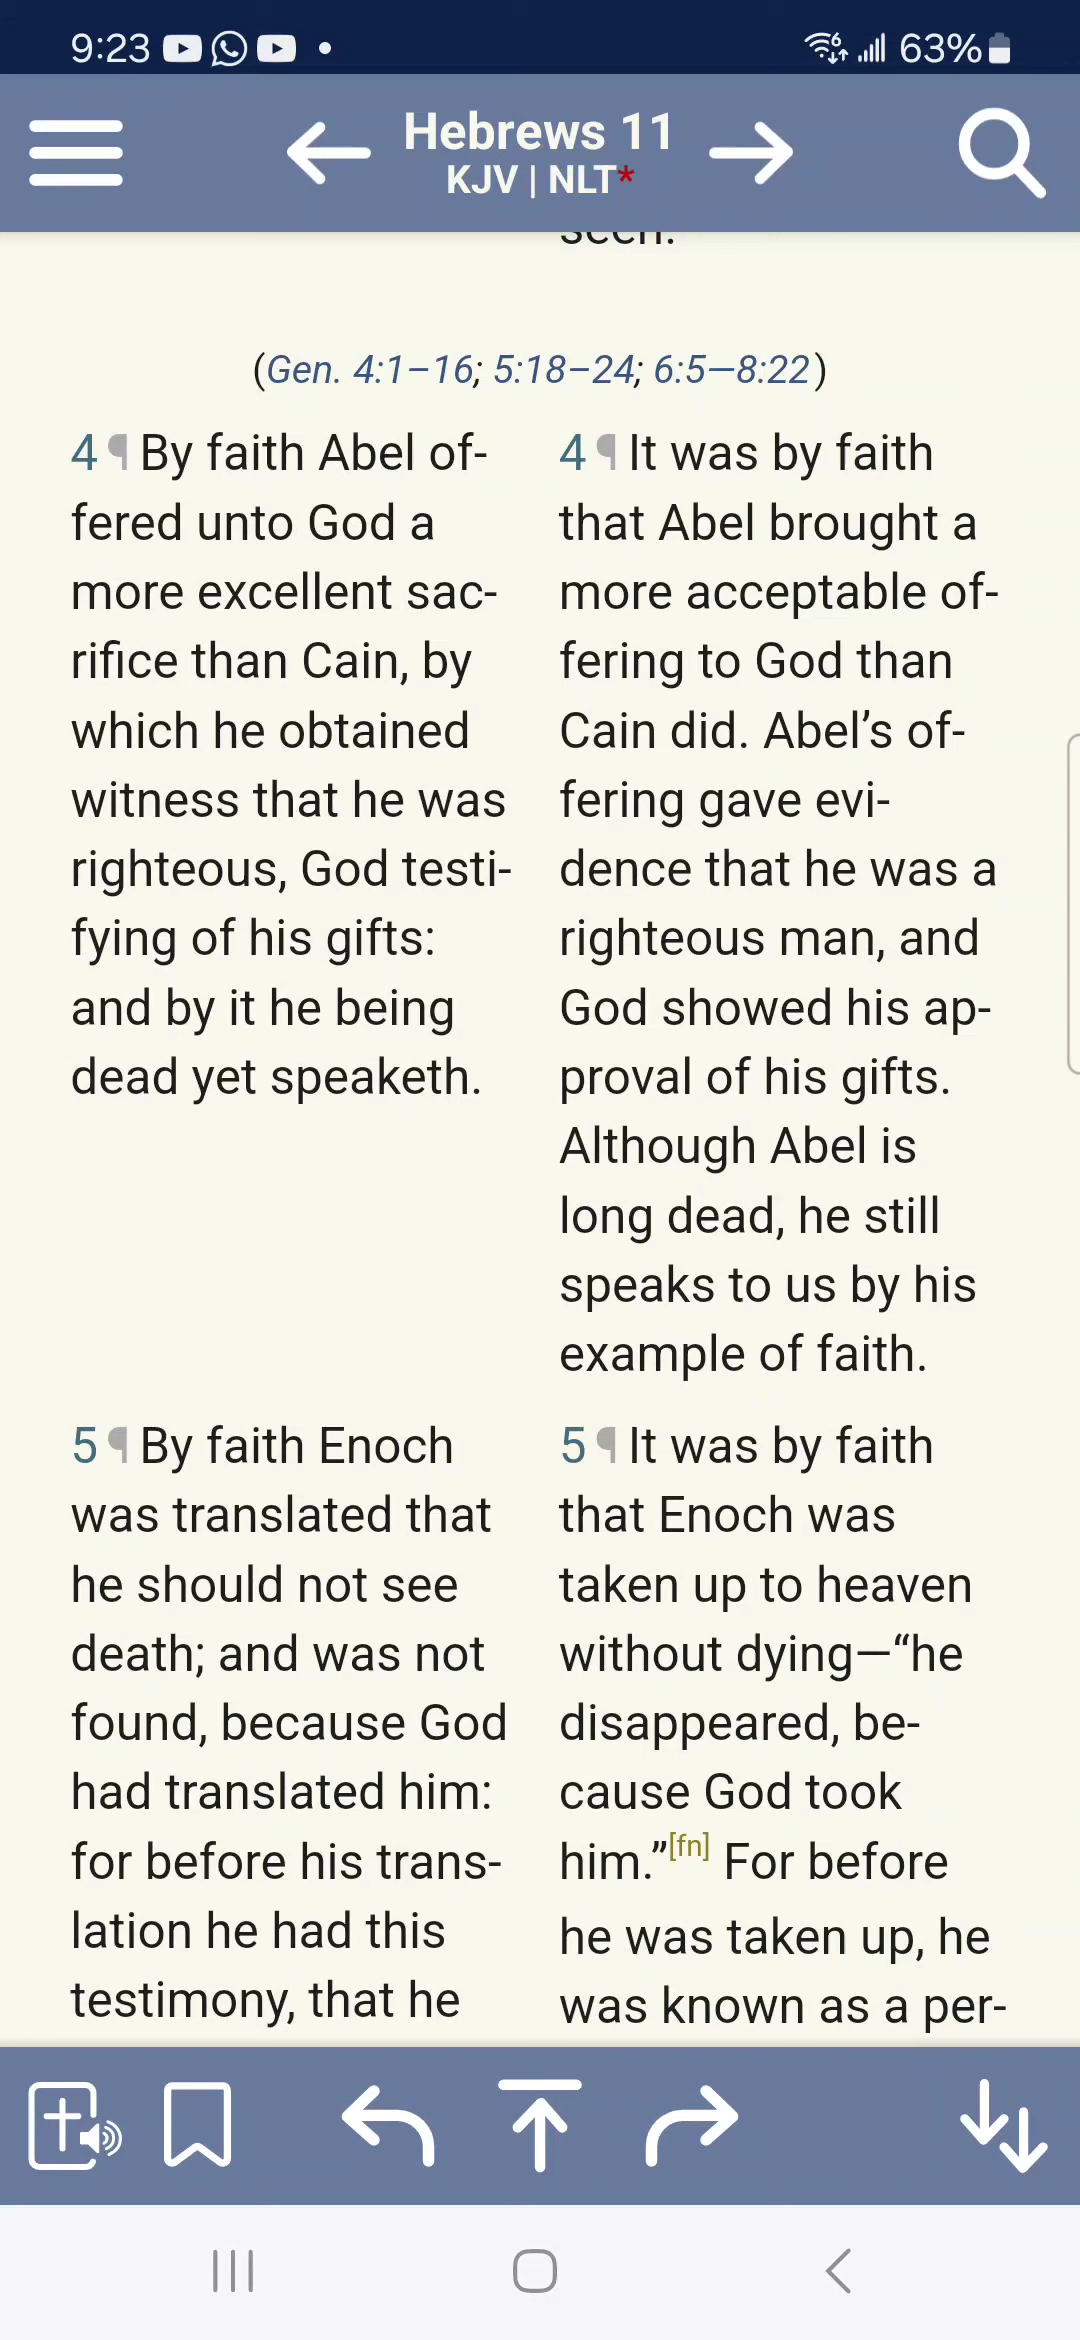 9:23
63%
Hebrews 11
KJV | NLT*
seen.
(Gen. 4:1–16; 5:18–24; 6:5—8:22)
4 ¶ By faith Abel of-
fered unto God a
more excellent sac-
rifice than Cain, by
which he obtained
witness that he was
righteous, God testi-
fying of his gifts:
and by it he being
dead yet speaketh.
4 ¶ It was by faith
that Abel brought a
more acceptable of-
fering to God than
Cain did. Abel’s of-
fering gave evi-
dence that he was a
righteous man, and
God showed his ap-
proval of his gifts.
Although Abel is
long dead, he still
speaks to us by his
example of faith.
5 ¶ By faith Enoch
was translated that
he should not see
death; and was not
found, because God
had translated him:
for before his trans-
lation he had this
testimony, that he
5 ¶ It was by faith
that Enoch was
taken up to heaven
without dying—“he
disappeared, be-
cause God took
him.”[fn] For before
he was taken up, he
was known as a per-